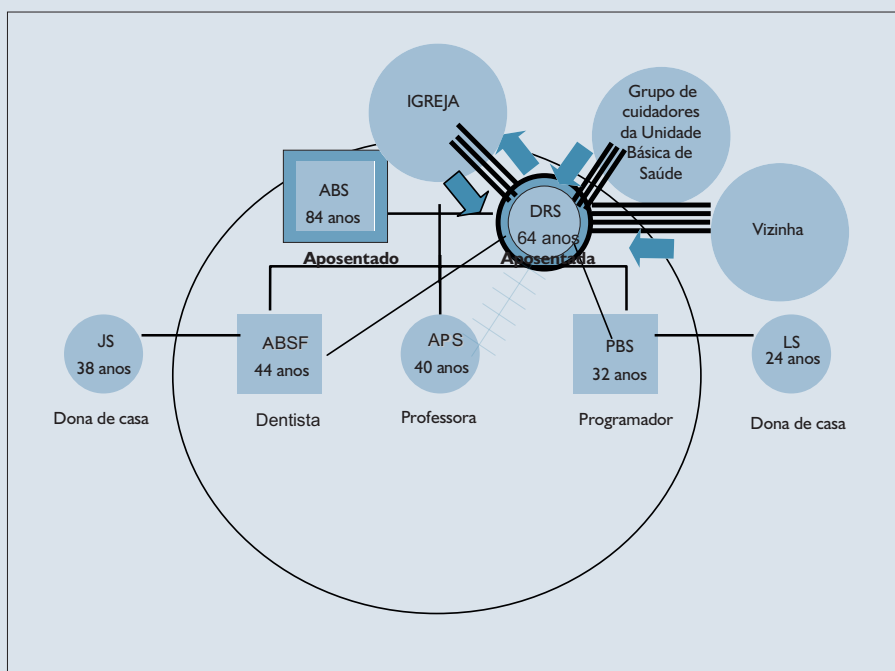 IGREJA
Grupo de
cuidadores
da Unidade
Básica de
Saúde
ABS
84 anos
Aposentado
DRS
64 anos
Aposentada
Vizinha
JS
38 anos
Dona de casa
ABSF
44 anos
Dentista
APS
40 anos
Professora
PBS
32 anos
Programador
LS
24 anos
Dona de casa